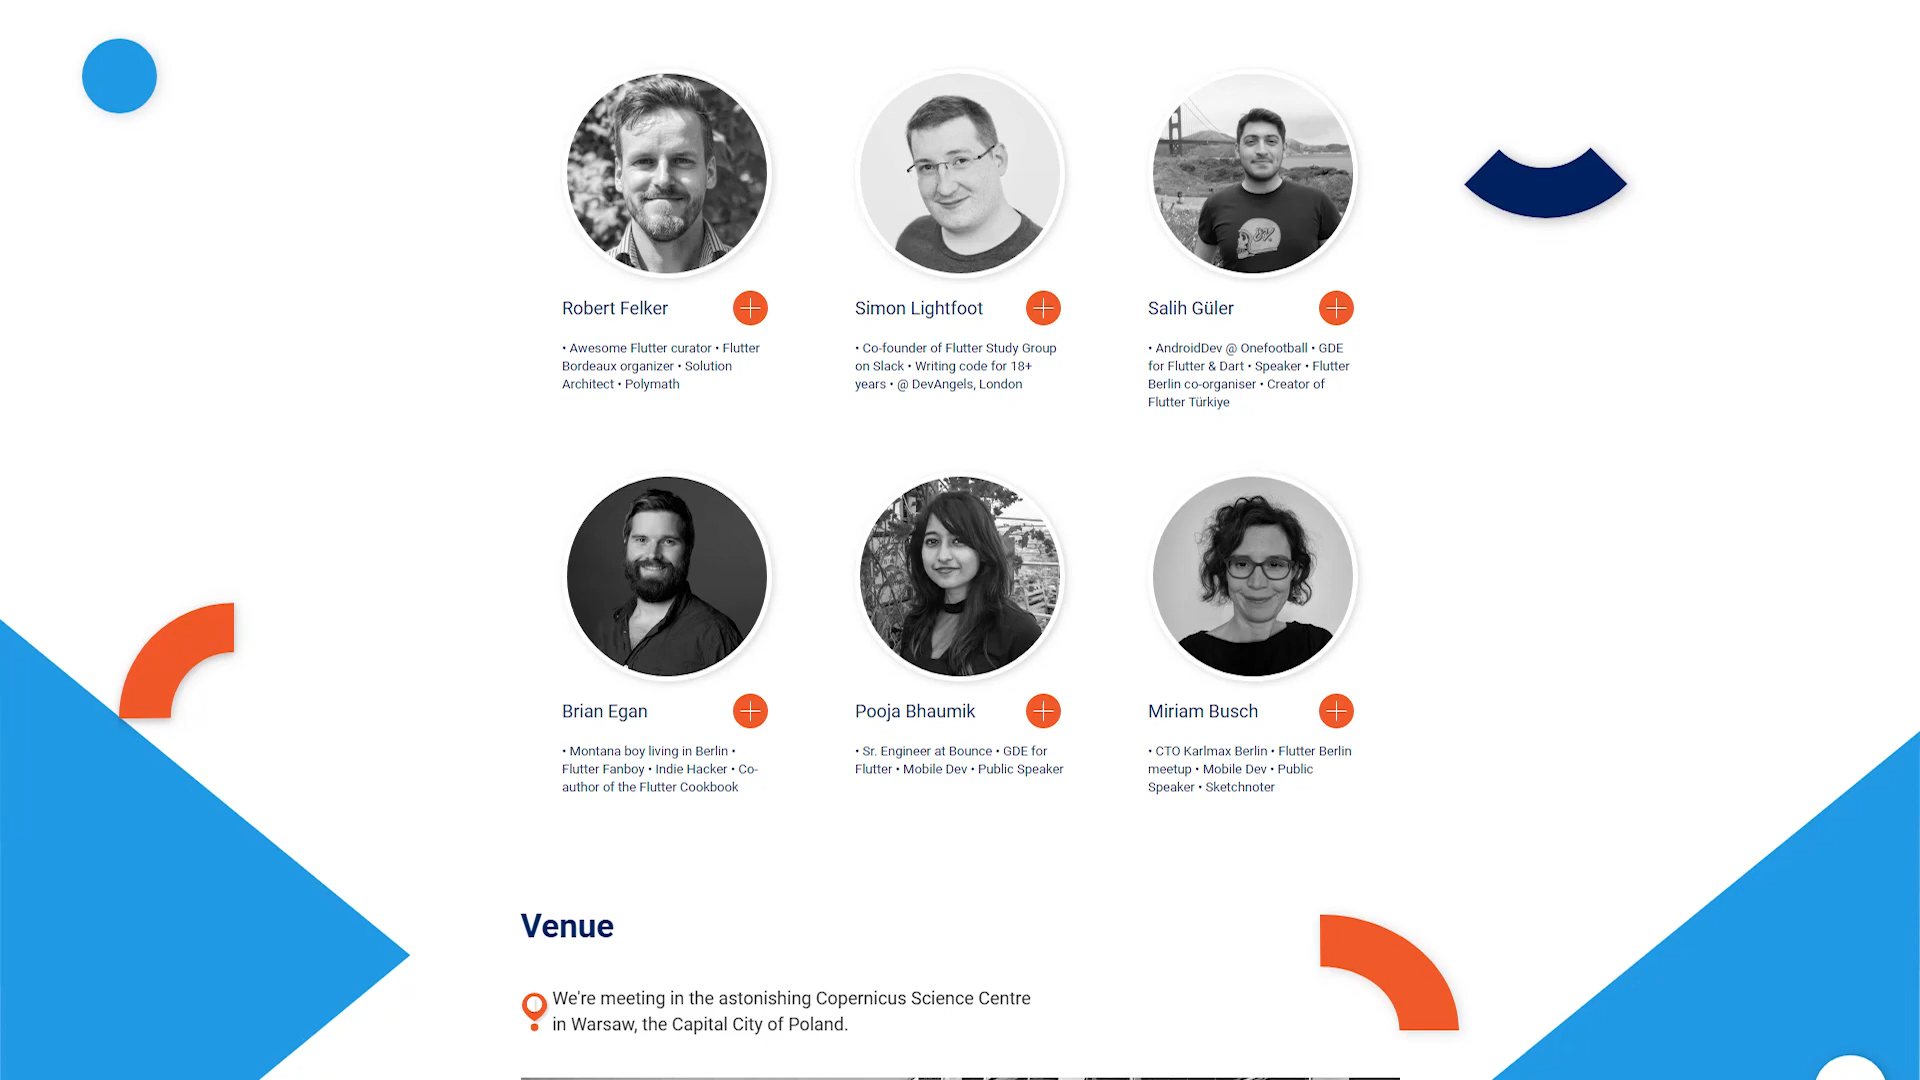 Robert Felker
• Awesome Flutter curator • Flutter
Bordeaux organizer • Solution
Architect • Polymath
Simon Lightfoot
• Co-founder of Flutter Study Group
on Slack • Writing code for 18+
years • @ DevAngels, London
Salih Güler
• AndroidDev @ Onefootball • GDE
for Flutter & Dart • Speaker • Flutter
Berlin co-organiser • Creator of
Flutter Türkiye
Brian Egan
• Montana boy living in Berlin •
Flutter Fanboy • Indie Hacker • Co-
author of the Flutter Cookbook
Pooja Bhaumik
• Sr. Engineer at Bounce • GDE for
Flutter • Mobile Dev • Public Speaker
Miriam Busch
• CTO Karlmax Berlin • Flutter Berlin
meetup • Mobile Dev • Public
Speaker • Sketchnoter
Venue
We're meeting in the astonishing Copernicus Science Centre
in Warsaw, the Capital City of Poland.